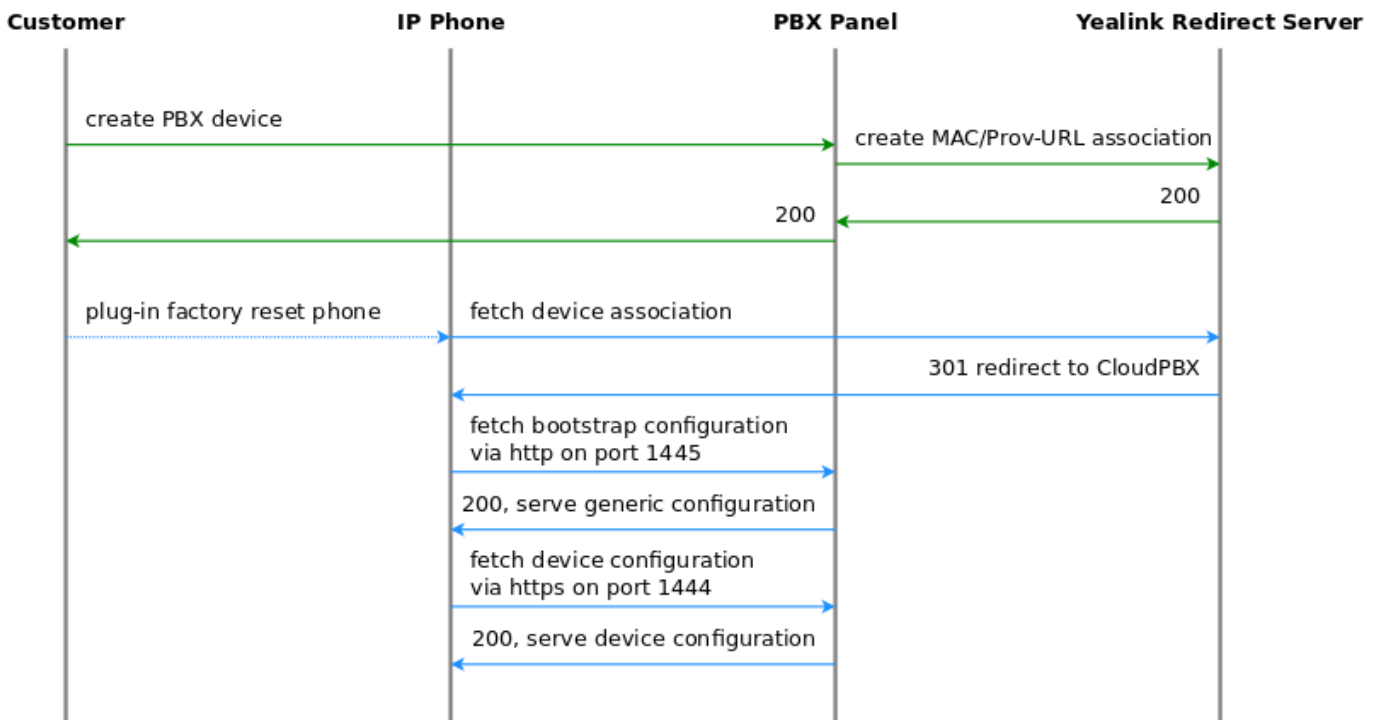 Customer
IP Phone
PBX Panel
Yealink Redirect Server
create PBX device
create MAC/Prov-URL association
200
200
plug-in factory reset phone
fetch device association
301 redirect to CloudPBX
fetch bootstrap configuration
via http on port 1445
200, serve generic configuration
fetch device configuration
via https on port 1444
200, serve device configuration